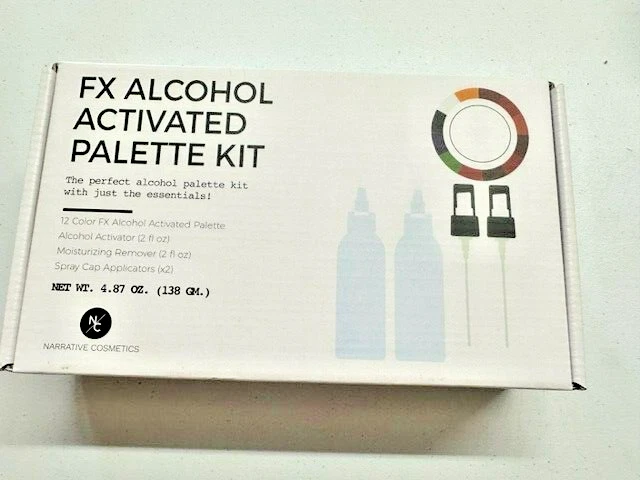 FX ALCOHOL
ACTIVATED
PALETTE KIT
The perfect alcohol palette kit
with just the essentials!
12 Color FX Alcohol Activated Palette
Alcohol Activator (2 fl oz)
Moisturizing Remover (2 fl oz)
Spray Cap Applicators (x2)
NET WT. 4.87 OZ. (138 GM.)
N/C
NARRATIVE COSMETICS